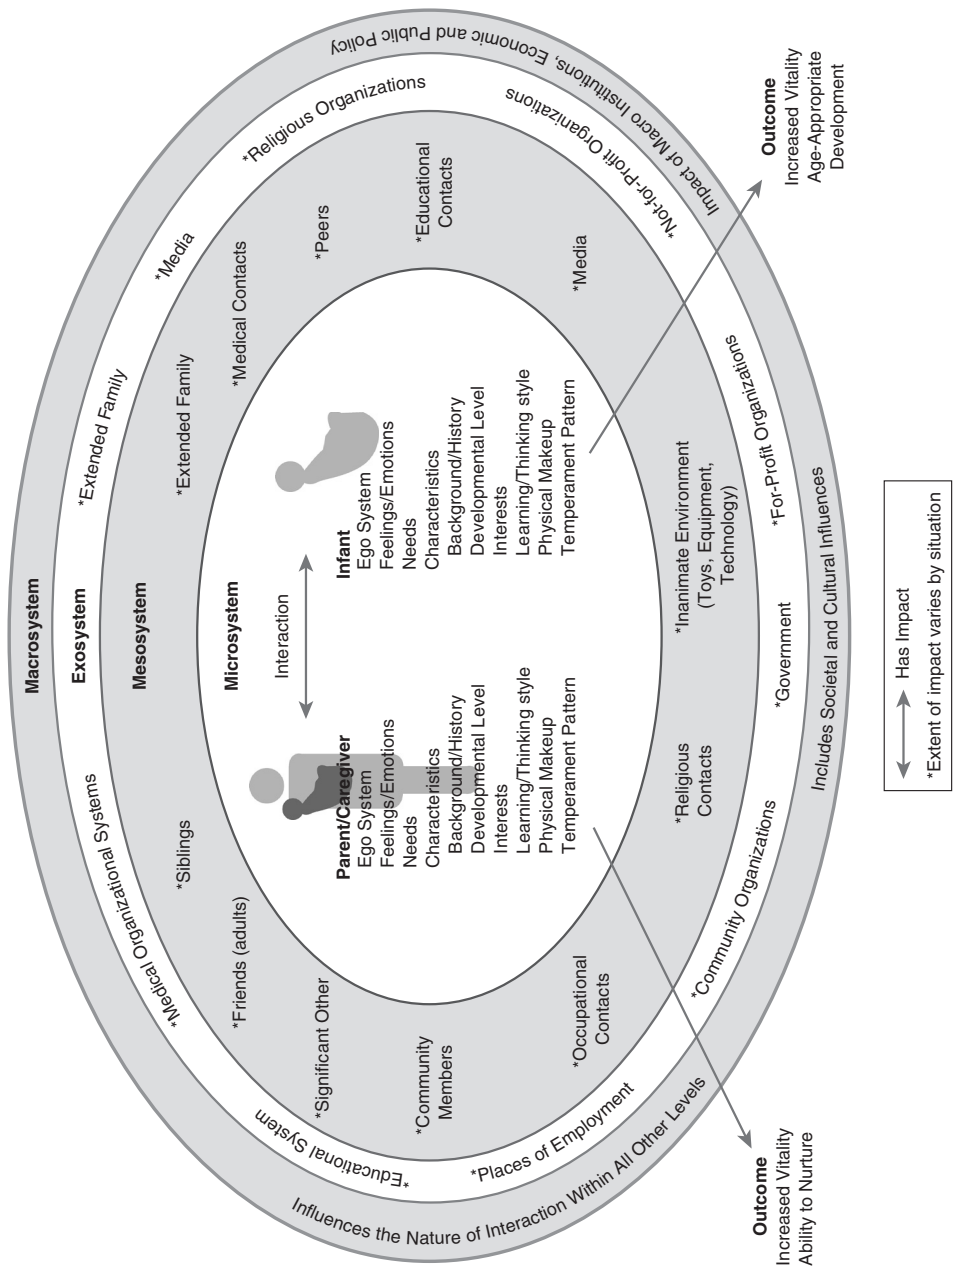 Macrosystem
Exosystem
Mesosystem
Microsystem
Interaction
Parent/Caregiver
Ego System
Feelings/Emotions
Needs
Characteristics
Background/History
Developmental Level
Interests
Learning/Thinking style
Physical Makeup
Temperament Pattern
Infant
Ego System
Feelings/Emotions
Needs
Characteristics
Background/History
Developmental Level
Interests
Learning/Thinking style
Physical Makeup
Temperament Pattern
*Siblings
*Friends (adults)
*Significant Other
*Community
Members
*Occupational
Contacts
*Religious
Contacts
*Inanimate Environment
(Toys, Equipment,
Technology)
*Media
*Educational
Contacts
*Peers
*Medical Contacts
*Extended Family
*Medical Organizational Systems
*Educational System
*Places of Employment
*Community Organizations
*Government
*For-Profit Organizations
*Not-for-Profit Organizations
*Religious Organizations
*Media
*Extended Family
Influences the Nature of Interaction Within All Other Levels
Includes Societal and Cultural Influences
Impact of Macro Institutions, Economic and Public Policy
Outcome
Increased Vitality
Ability to Nurture
Outcome
Increased Vitality
Age-Appropriate
Development
Has Impact
*Extent of impact varies by situation